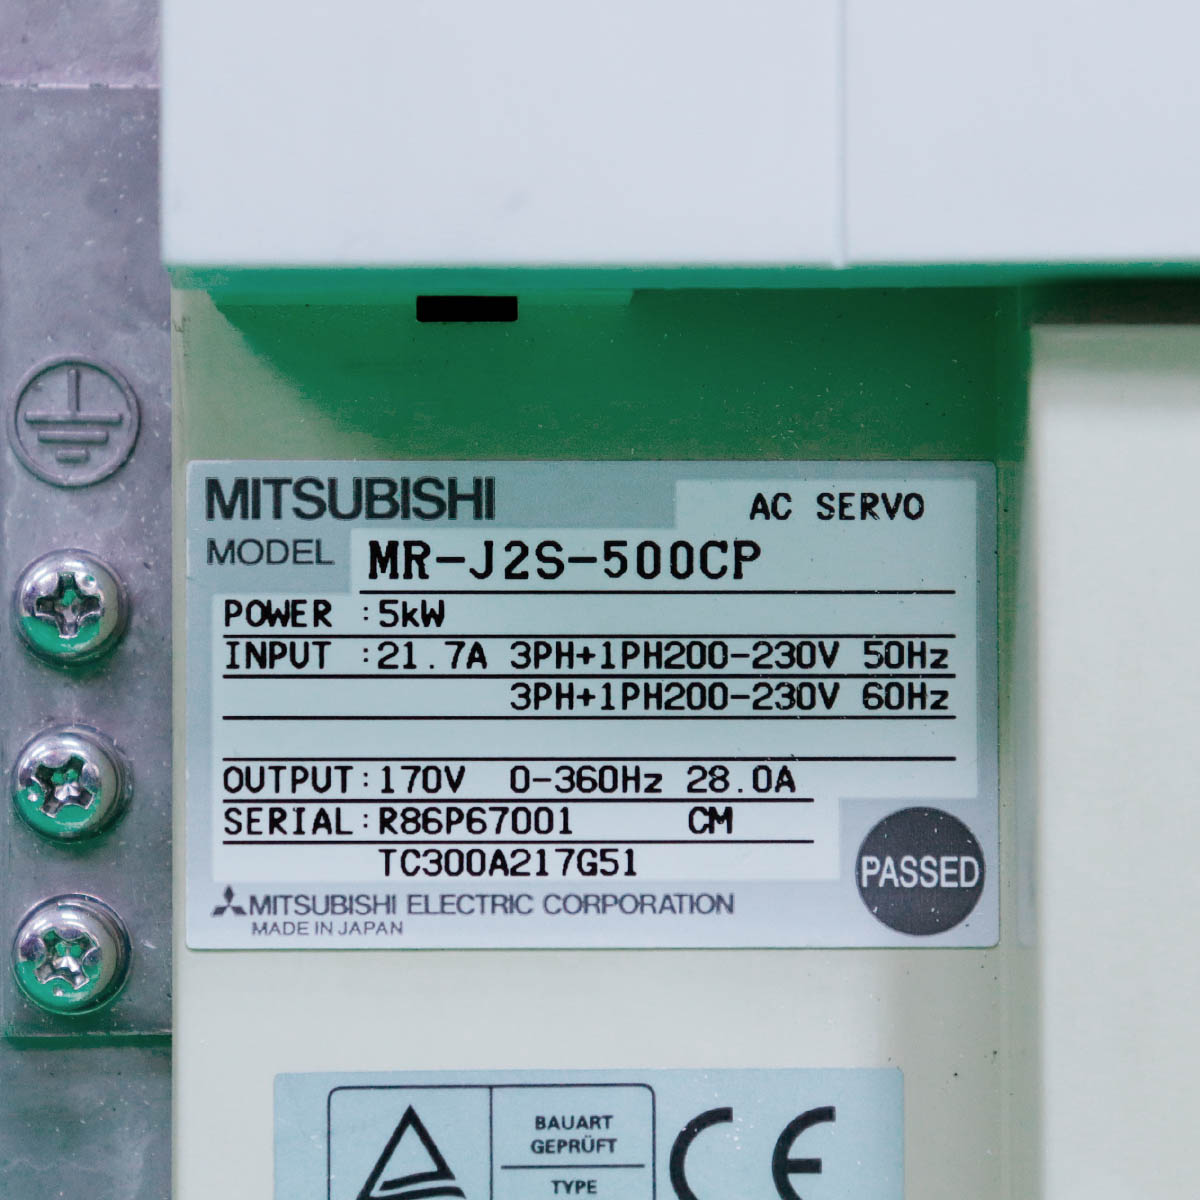 MITSUBISHI
AC SERVO
MODEL MR-J2S-500CP
POWER :5kW
INPUT :21.7A 3PH+1PH200-230V 50Hz
3PH+1PH200-230V 60Hz
OUTPUT:170V 0-360Hz 28.0A
SERIAL:R86P67001 CM
TC300A217G51
PASSED
MITSUBISHI ELECTRIC CORPORATION
MADE IN JAPAN
BAUART
GEPRÜFT
TYPE
CE